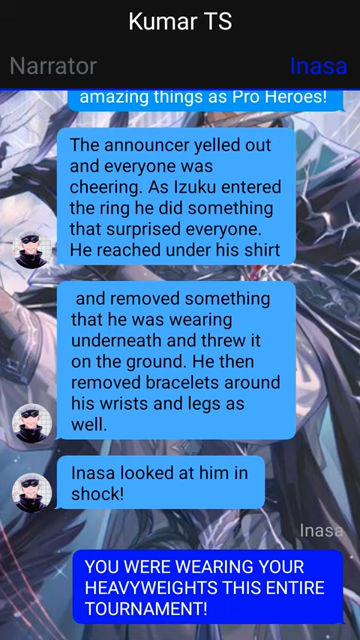 Kumar TS
Narrator
Inasa
amazing things as Pro Heroes!
The announcer yelled out
and everyone was
cheering. As Izuku entered
the ring he did something
that surprised everyone.
He reached under his shirt
and removed something
that he was wearing
underneath and threw it
on the ground. He then
removed bracelets around
his wrists and legs as
well.
Inasa looked at him in
shock!
Inasa
YOU WERE WEARING YOUR
HEAVYWEIGHTS THIS ENTIRE
TOURNAMENT!